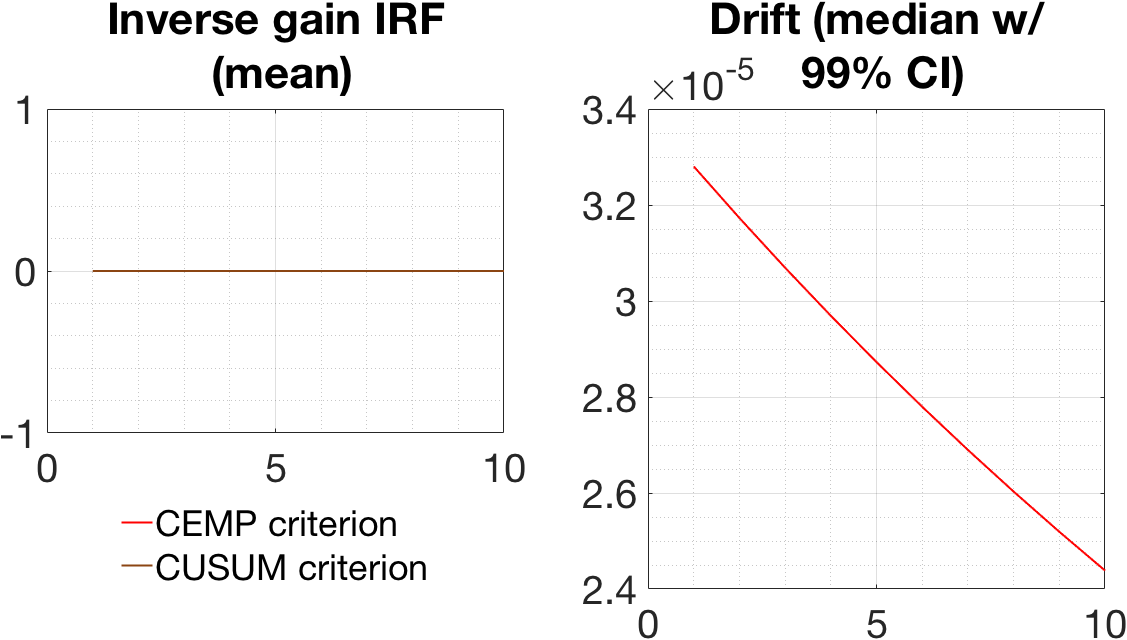 Inverse gain IRF
(mean)
1
0
-1
0 5 10
CEMP criterion
CUSUM criterion
Drift (median w/
99% CI)
×10-5
3.4
3.2
3
2.8
2.6
2.4
0 5 10